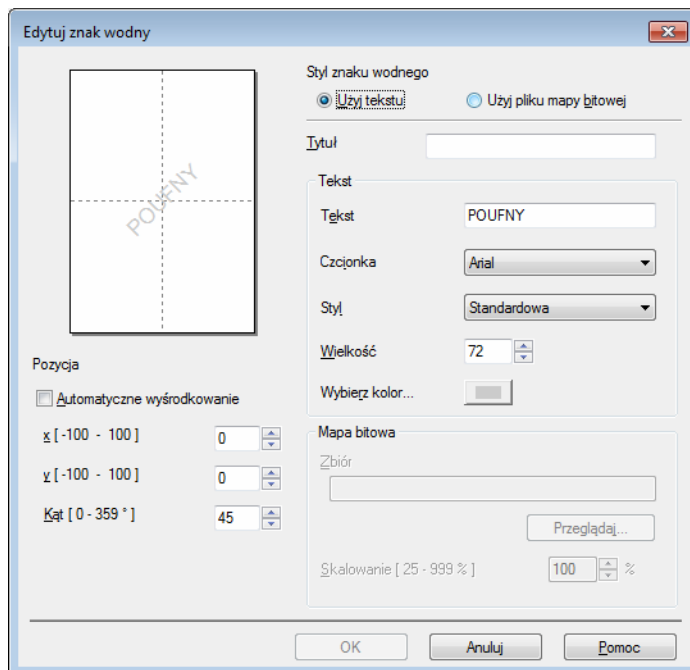 Edytuj znak wodny
POUFNY
Pozycja
Automatyczne wyśrodkowanie
x [ -100 - 100 ] 0
y [ -100 - 100 ] 0
Kąt [ 0 - 359 ° ] 45
Styl znaku wodnego
Użyj tekstu Użyj pliku mapy bitowej
Tytuł
Tekst
Tekst POUFNY
Czcionka Arial
Styl Standardowa
Wielkość 72
Wybierz kolor...
Mapa bitowa
Zbiór
Przeglądaj...
Skalowanie [ 25 - 999 % ] 100 %
OK Anuluj Pomoc